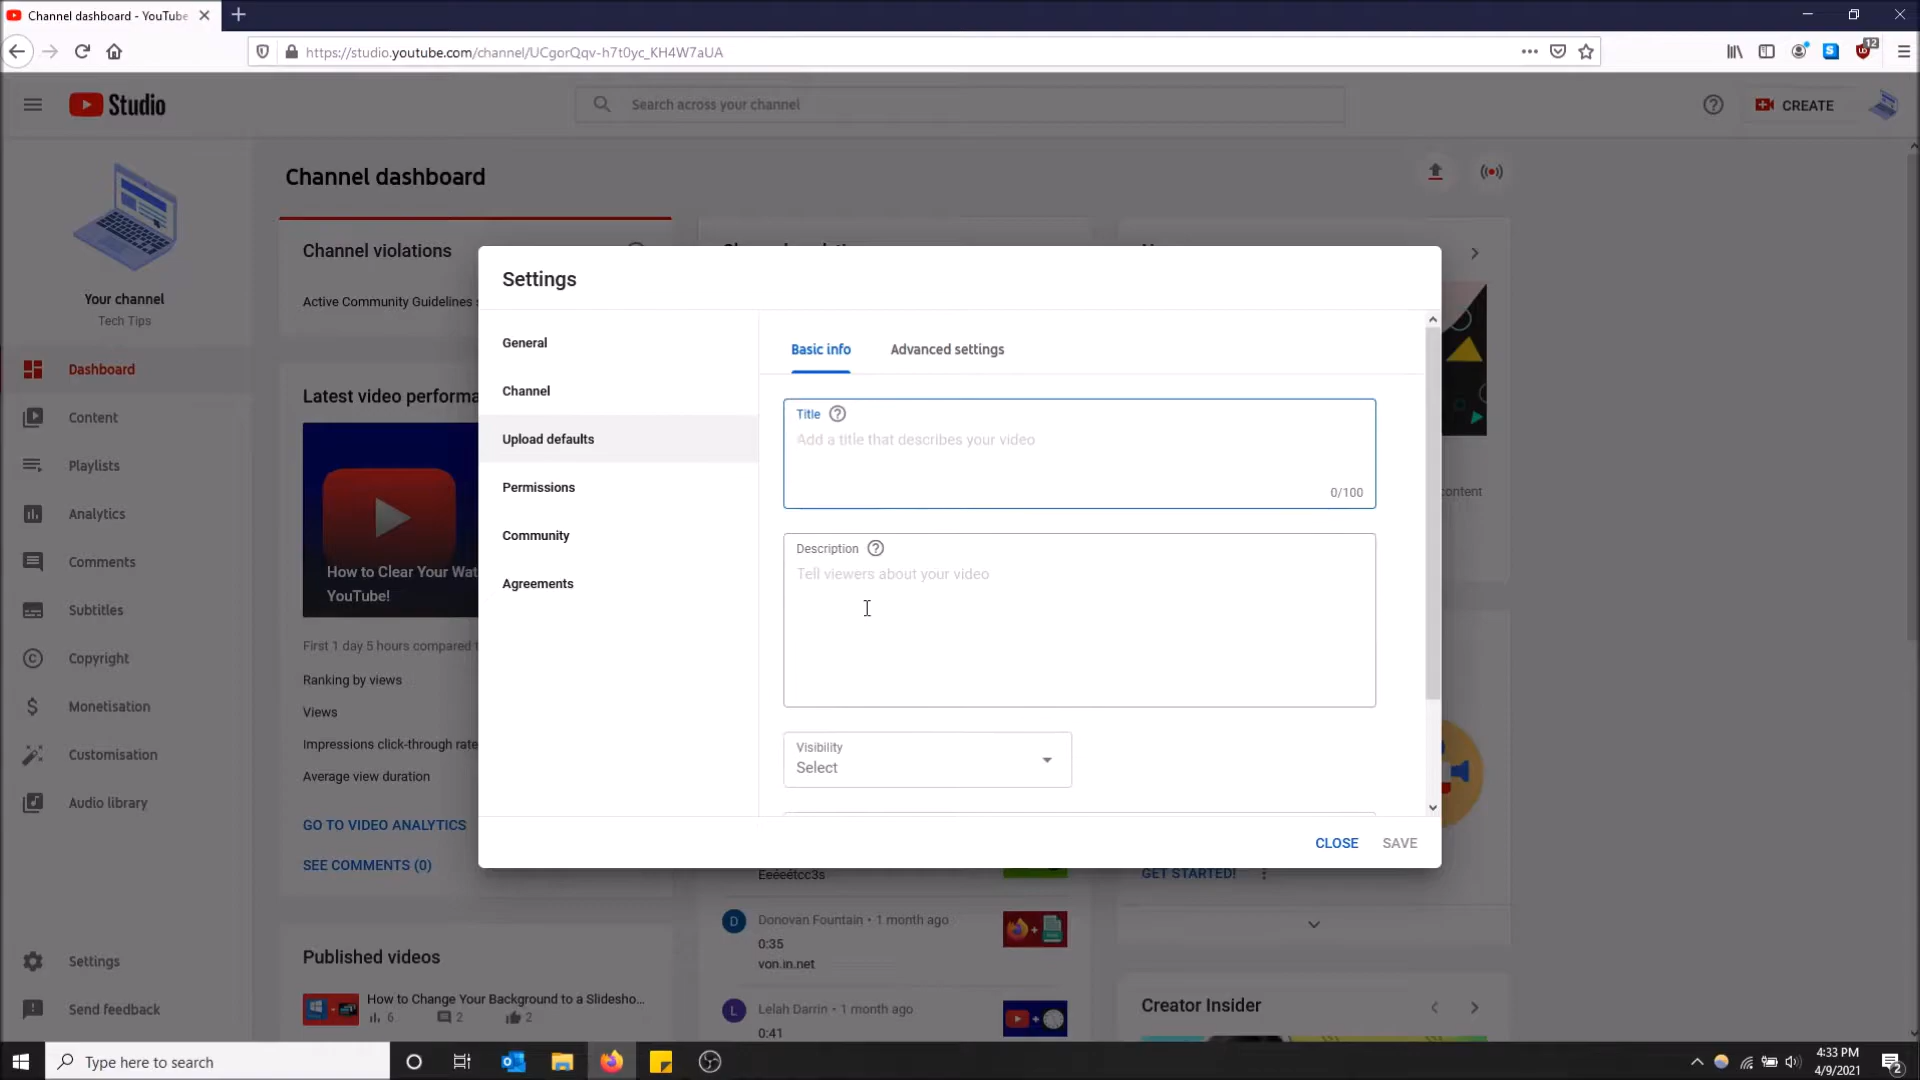 Channel dashboard - YouTube
https://studio.youtube.com/channel/UCgorQqv-h7t0yc_KH4W7aUA
12
Studio
Search across your channel
CREATE
Channel dashboard
Your channel
Tech Tips
Dashboard
Content
Playlists
Analytics
Comments
Subtitles
Copyright
Monetisation
Customisation
Audio library
Settings
Send feedback
Channel violations
Active Community Guidelines
Latest video performa
How to Clear Your Wat
YouTube!
First 1 day 5 hours compared
Ranking by views
Views
Impressions click-through rate
Average view duration
GO TO VIDEO ANALYTICS
SEE COMMENTS (0)
Published videos
How to Change Your Background to a Slidesho...
6 2 2
Settings
General
Channel
Upload defaults
Permissions
Community
Agreements
Basic info Advanced settings
Title
Add a title that describes your video
0/100
Description
Tell viewers about your video
Visibility
Select
CLOSE SAVE
content
Eeéeétcc3s
GET STARTED!
D Donovan Fountain • 1 month ago
0:35
von.in.net
L Lelah Darrin • 1 month ago
0:41
Creator Insider
Type here to search
4:33 PM
4/9/2021
2